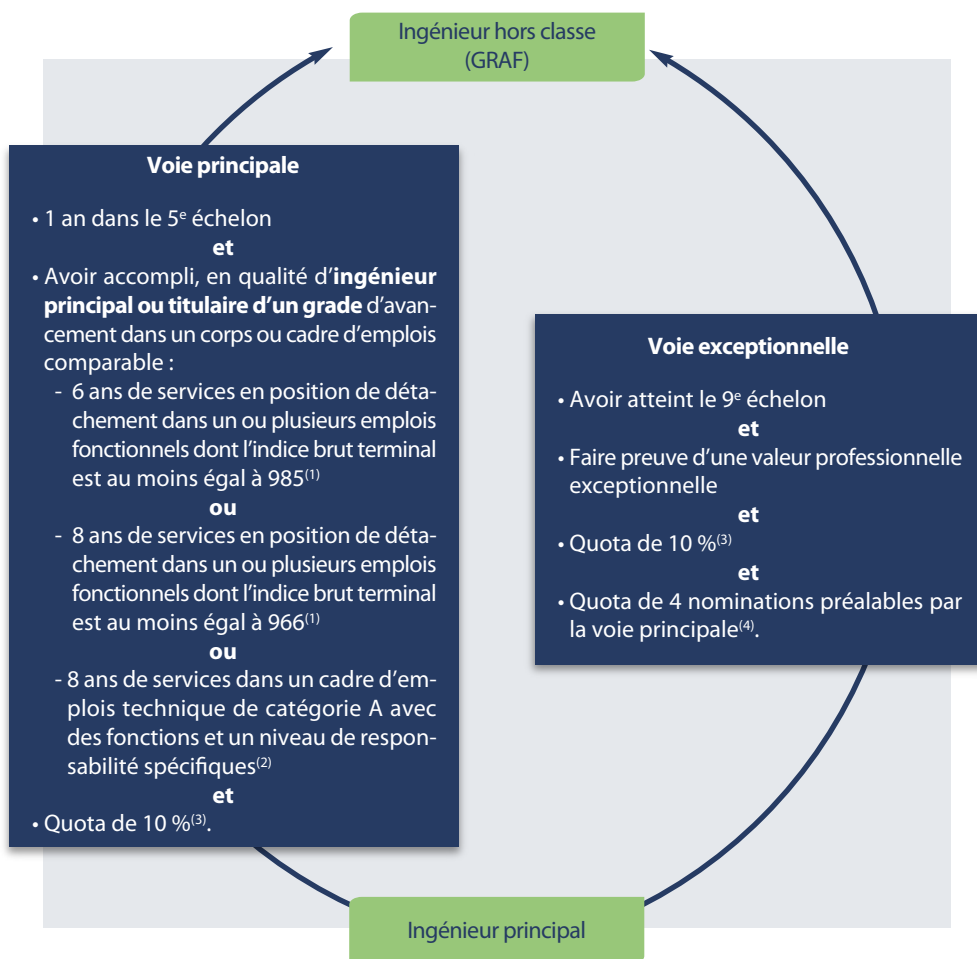 Ingénieur hors classe
(GRAF)
Voie principale
• 1 an dans le 5e échelon
et
• Avoir accompli, en qualité d’ingénieur
principal ou titulaire d’un grade d’avan-
cement dans un corps ou cadre d’emplois
comparable :
- 6 ans de services en position de déta-
chement dans un ou plusieurs emplois
fonctionnels dont l’indice brut terminal
est au moins égal à 985(1)
ou
- 8 ans de services en position de déta-
chement dans un ou plusieurs emplois
fonctionnels dont l’indice brut terminal
est au moins égal à 966(1)
ou
- 8 ans de services dans un cadre d’em-
plois technique de catégorie A avec
des fonctions et un niveau de respon-
sabilité spécifiques(2)
et
• Quota de 10 %(3).
Voie exceptionnelle
• Avoir atteint le 9e échelon
et
• Faire preuve d’une valeur professionnelle
exceptionnelle
et
• Quota de 10 %(3)
et
• Quota de 4 nominations préalables par
la voie principale(4).
Ingénieur principal